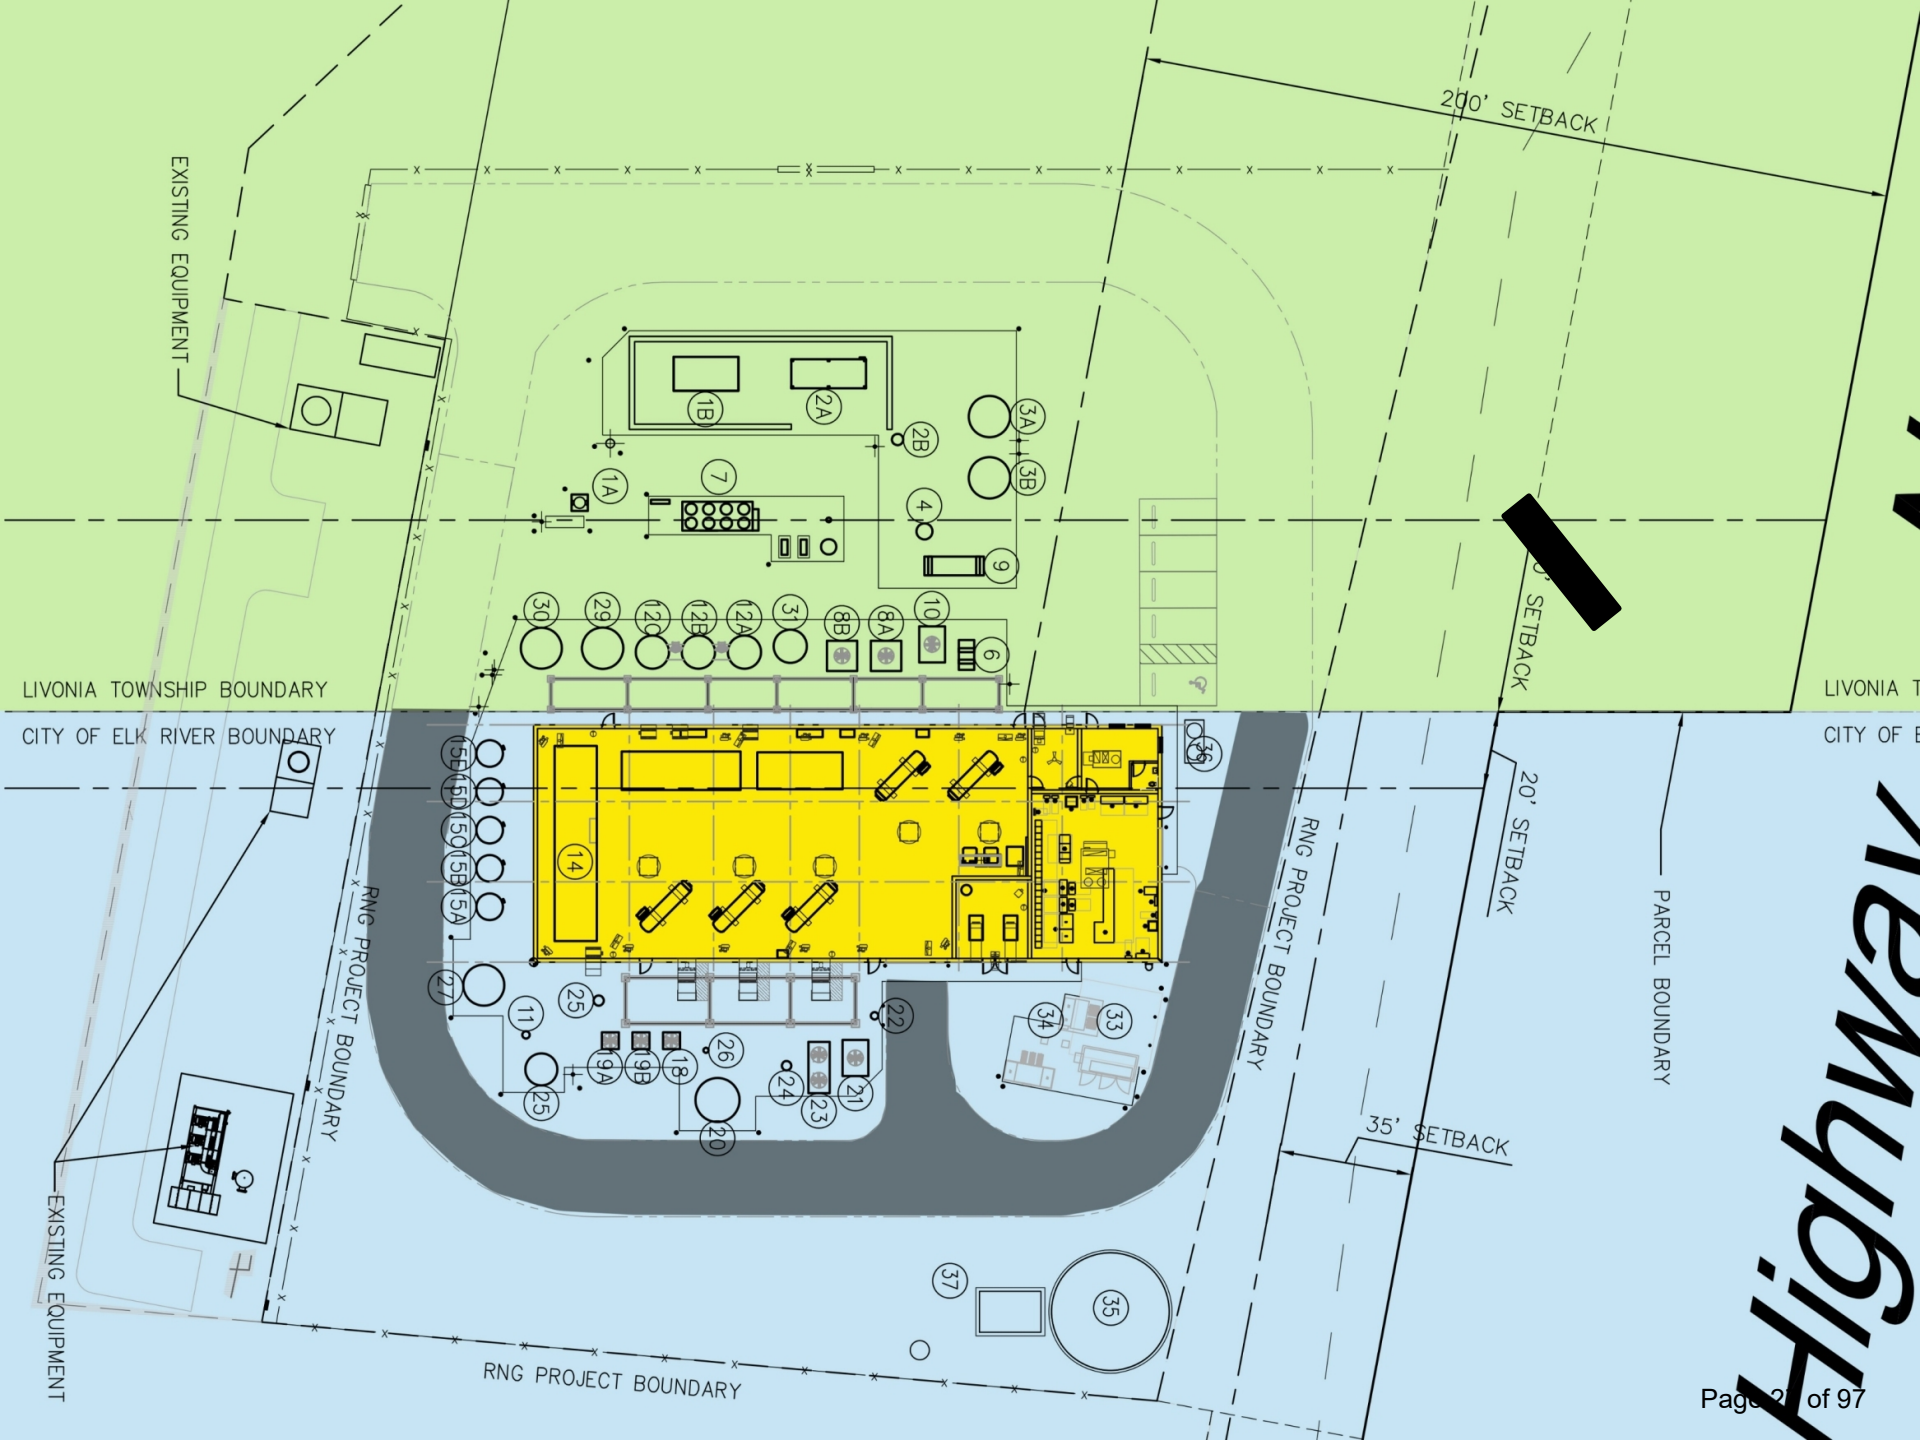 200' SETBACK
EXISTING EQUIPMENT
1B
2A
3A
2B
3B
1A
7
4
9
SETBACK
30
29
12C
12B
12A
31
8B
8A
10
6
LIVONIA TOWNSHIP BOUNDARY
LIVONIA T
CITY OF ELK RIVER BOUNDARY
CITY OF E
15E
15D
15C
15B
15A
14
36
20' SETBACK
RNG PROJECT BOUNDARY
RNG PROJECT BOUNDARY
PARCEL BOUNDARY
Highway
27
25
11
22
34
33
19A
19B
18
26
24
23
21
25
20
35' SETBACK
EXISTING EQUIPMENT
37
35
RNG PROJECT BOUNDARY
of 97